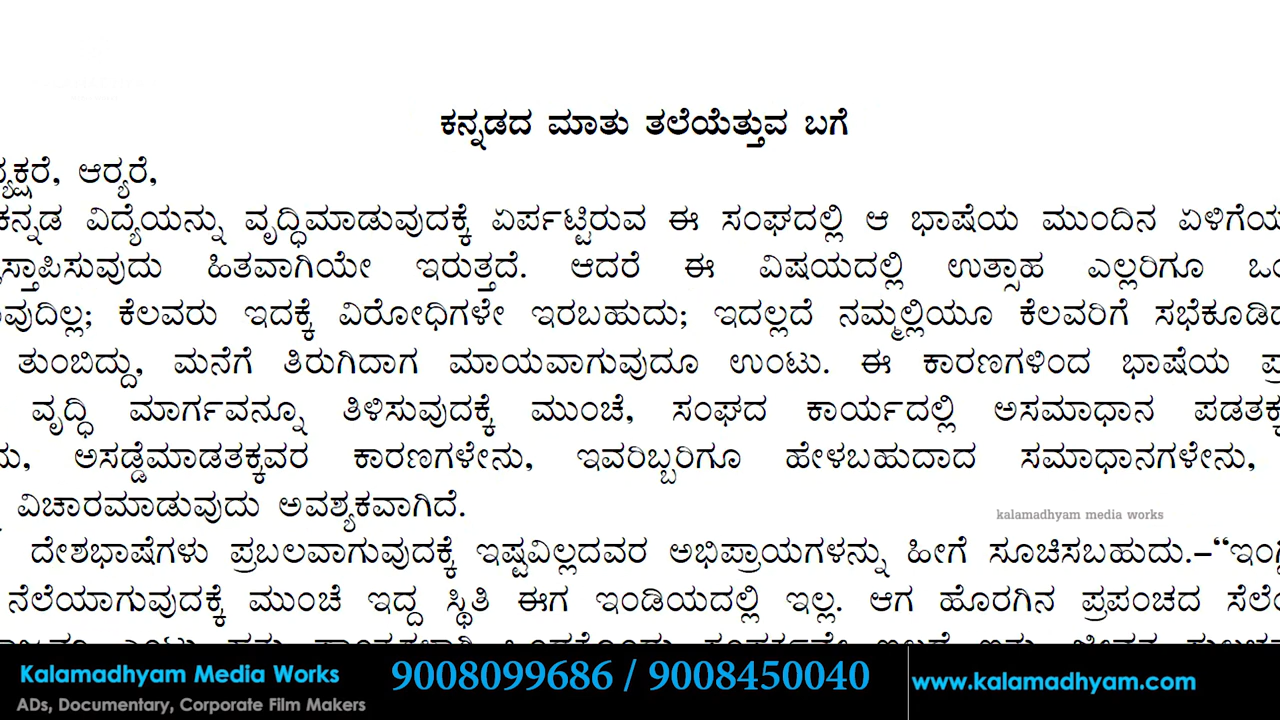 ಕನ್ನಡದ ಮಾತು ತಲೆಯೆತ್ತುವ ಬಗೆ
ಆರ‍್ಯರೆ,
ಕನ್ನಡ ವಿದ್ಯೆಯನ್ನು ವೃದ್ಧಿಮಾಡುವುದಕ್ಕೆ ಏರ್ಪಟ್ಟಿರುವ ಈ ಸಂಘದಲ್ಲಿ ಆ ಭಾಷೆಯ ಮುಂದಿನ
ಹಿತವಾಗಿಯೇ ಇರುತ್ತದೆ. ಆದರೆ ಈ ವಿಷಯದಲ್ಲಿ ಉತ್ಸಾಹ ಎಲ್ಲರಿಗೂ
ಕೆಲವರು ಇದಕ್ಕೆ ವಿರೋಧಿಗಳೇ ಇರಬಹುದು; ಇದಲ್ಲದೆ ನಮ್ಮಲ್ಲಿಯೂ ಕೆಲವರಿಗೆ
ತುಂಬಿದ್ದು, ಮನೆಗೆ ತಿರುಗಿದಾಗ ಮಾಯವಾಗುವುದೂ ಉಂಟು. ಈ ಕಾರಣಗಳಿಂದ ಭಾಷೆಯ
ವೃದ್ಧಿ ಮಾರ್ಗವನ್ನೂ ತಿಳಿಸುವುದಕ್ಕೆ ಮುಂಚೆ, ಸಂಘದ ಕಾರ್ಯದಲ್ಲಿ ಅಸಮಾಧಾನ
ಅಸಡ್ಡೆಮಾಡತಕ್ಕವರ ಕಾರಣಗಳೇನು, ಇವರಿಬ್ಬರಿಗೂ ಹೇಳಬಹುದಾದ ಸಮಾಧಾನಗಳೇನು,
ವಿಚಾರಮಾಡುವುದು ಅವಶ್ಯಕವಾಗಿದೆ.
kalamadhyam media works
ದೇಶಭಾಷೆಗಳು ಪ್ರಬಲವಾಗುವುದಕ್ಕೆ ಇಷ್ಟವಿಲ್ಲದವರ ಅಭಿಪ್ರಾಯಗಳನ್ನು ಹೀಗೆ ಸೂಚಿಸಬಹುದು.–“
ನೆಲೆಯಾಗುವುದಕ್ಕೆ ಮುಂಚೆ ಇದ್ದ ಸ್ಥಿತಿ ಈಗ ಇಂಡಿಯದಲ್ಲಿ ಇಲ್ಲ. ಆಗ ಹೊರಗಿನ ಪ್ರಪಂಚದ
Kalamadhyam Media Works
ADs, Documentary, Corporate Film Makers
9008099686 / 9008450040
www.kalamadhyam.com